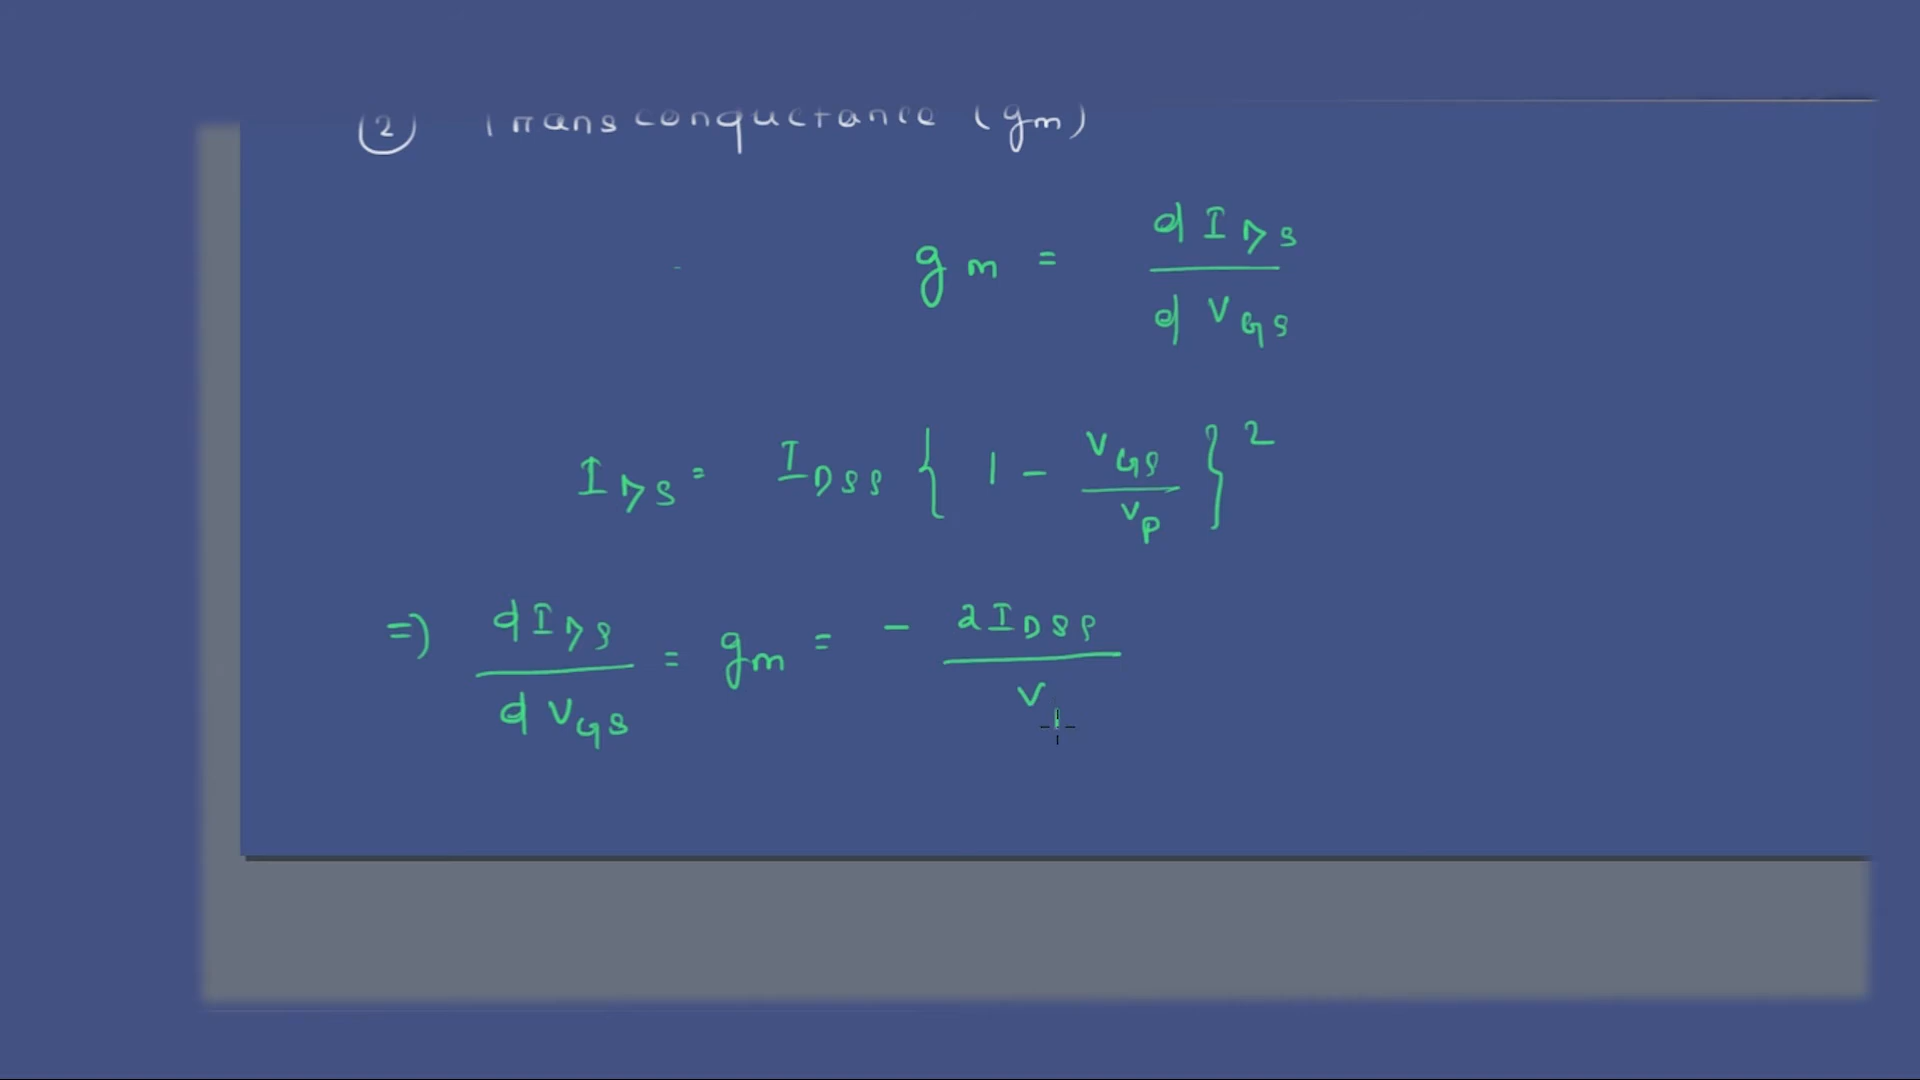 ② Transconductance (gm)
gm = dIDS / dVGS
IDS = IDSS { 1 - VGS / VP }²
=> dIDS / dVGS = gm = - 2IDSS / V